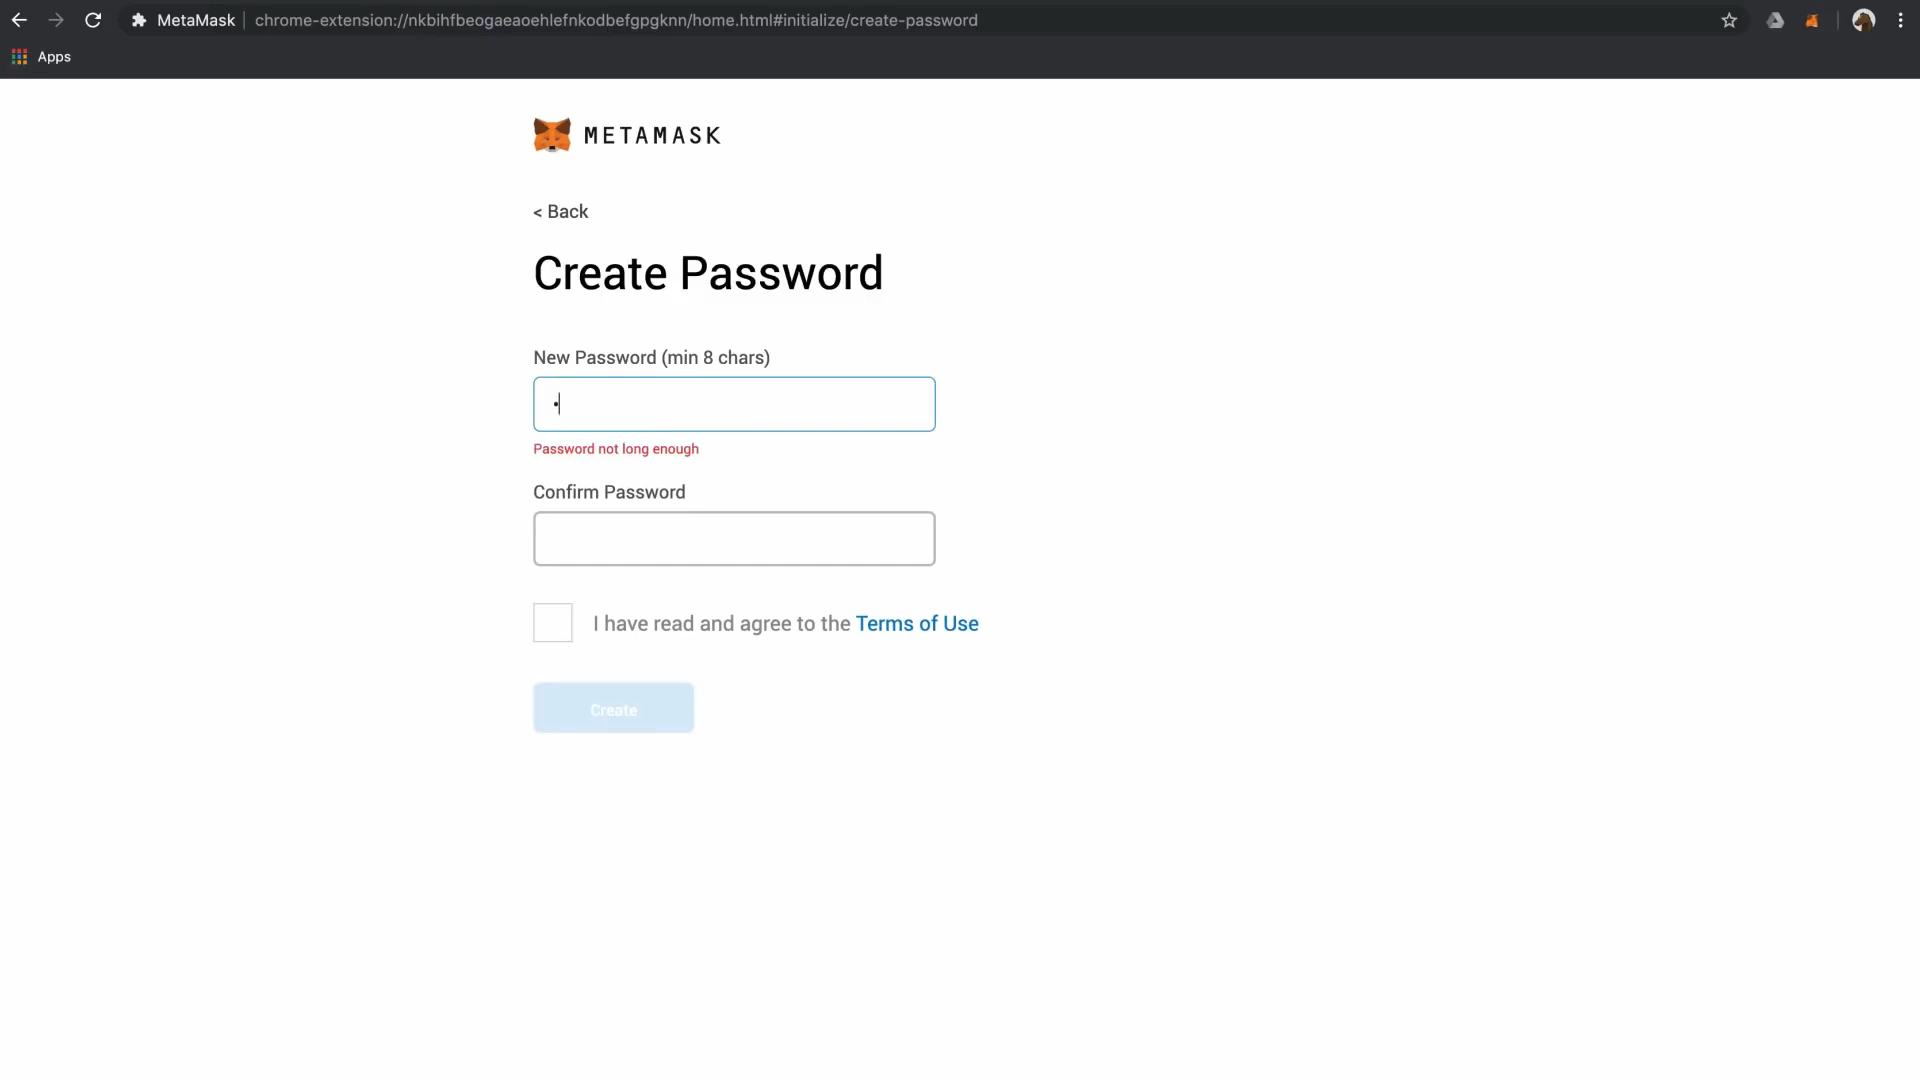 MetaMask | chrome-extension://nkbihfbeogaeaoehlefnkodbefgpgknn/home.html#initialize/create-password
Apps
METAMASK
< Back
Create Password
New Password (min 8 chars)
Password not long enough
Confirm Password
I have read and agree to the Terms of Use
Create